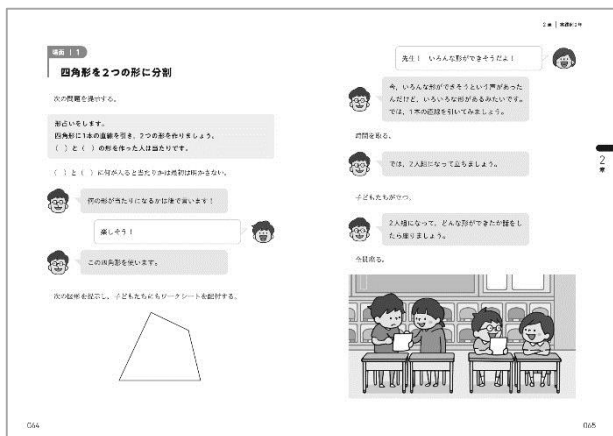 場面 | 1
四角形を2つの形に分割
次の問題を提示する。
形占いをします。
四角形に1本の直線を引き、2つの形を作りましょう。
( )と( )の形を作った人は当たりです。
( )と( )に何が入ると当たりかは最初は明かさない。
何の形が当たりになるかは後で言います！
楽しそう！
この四角形を使います。
次の図形を提示し、子どもたちにもワークシートを配付する。
064
2章
先生！ いろんな形ができそうだよ！
今、いろんな形ができそうという声があった
んだけど、いろいろな形があるみたいです。
では、1本の直線を引いてみましょう。
時間を取る。
では、2人組になって立ちましょう。
子どもたちが立つ。
2人組になって、どんな形ができたか話をし
たら座りましょう。
全員座る。
2
章
065